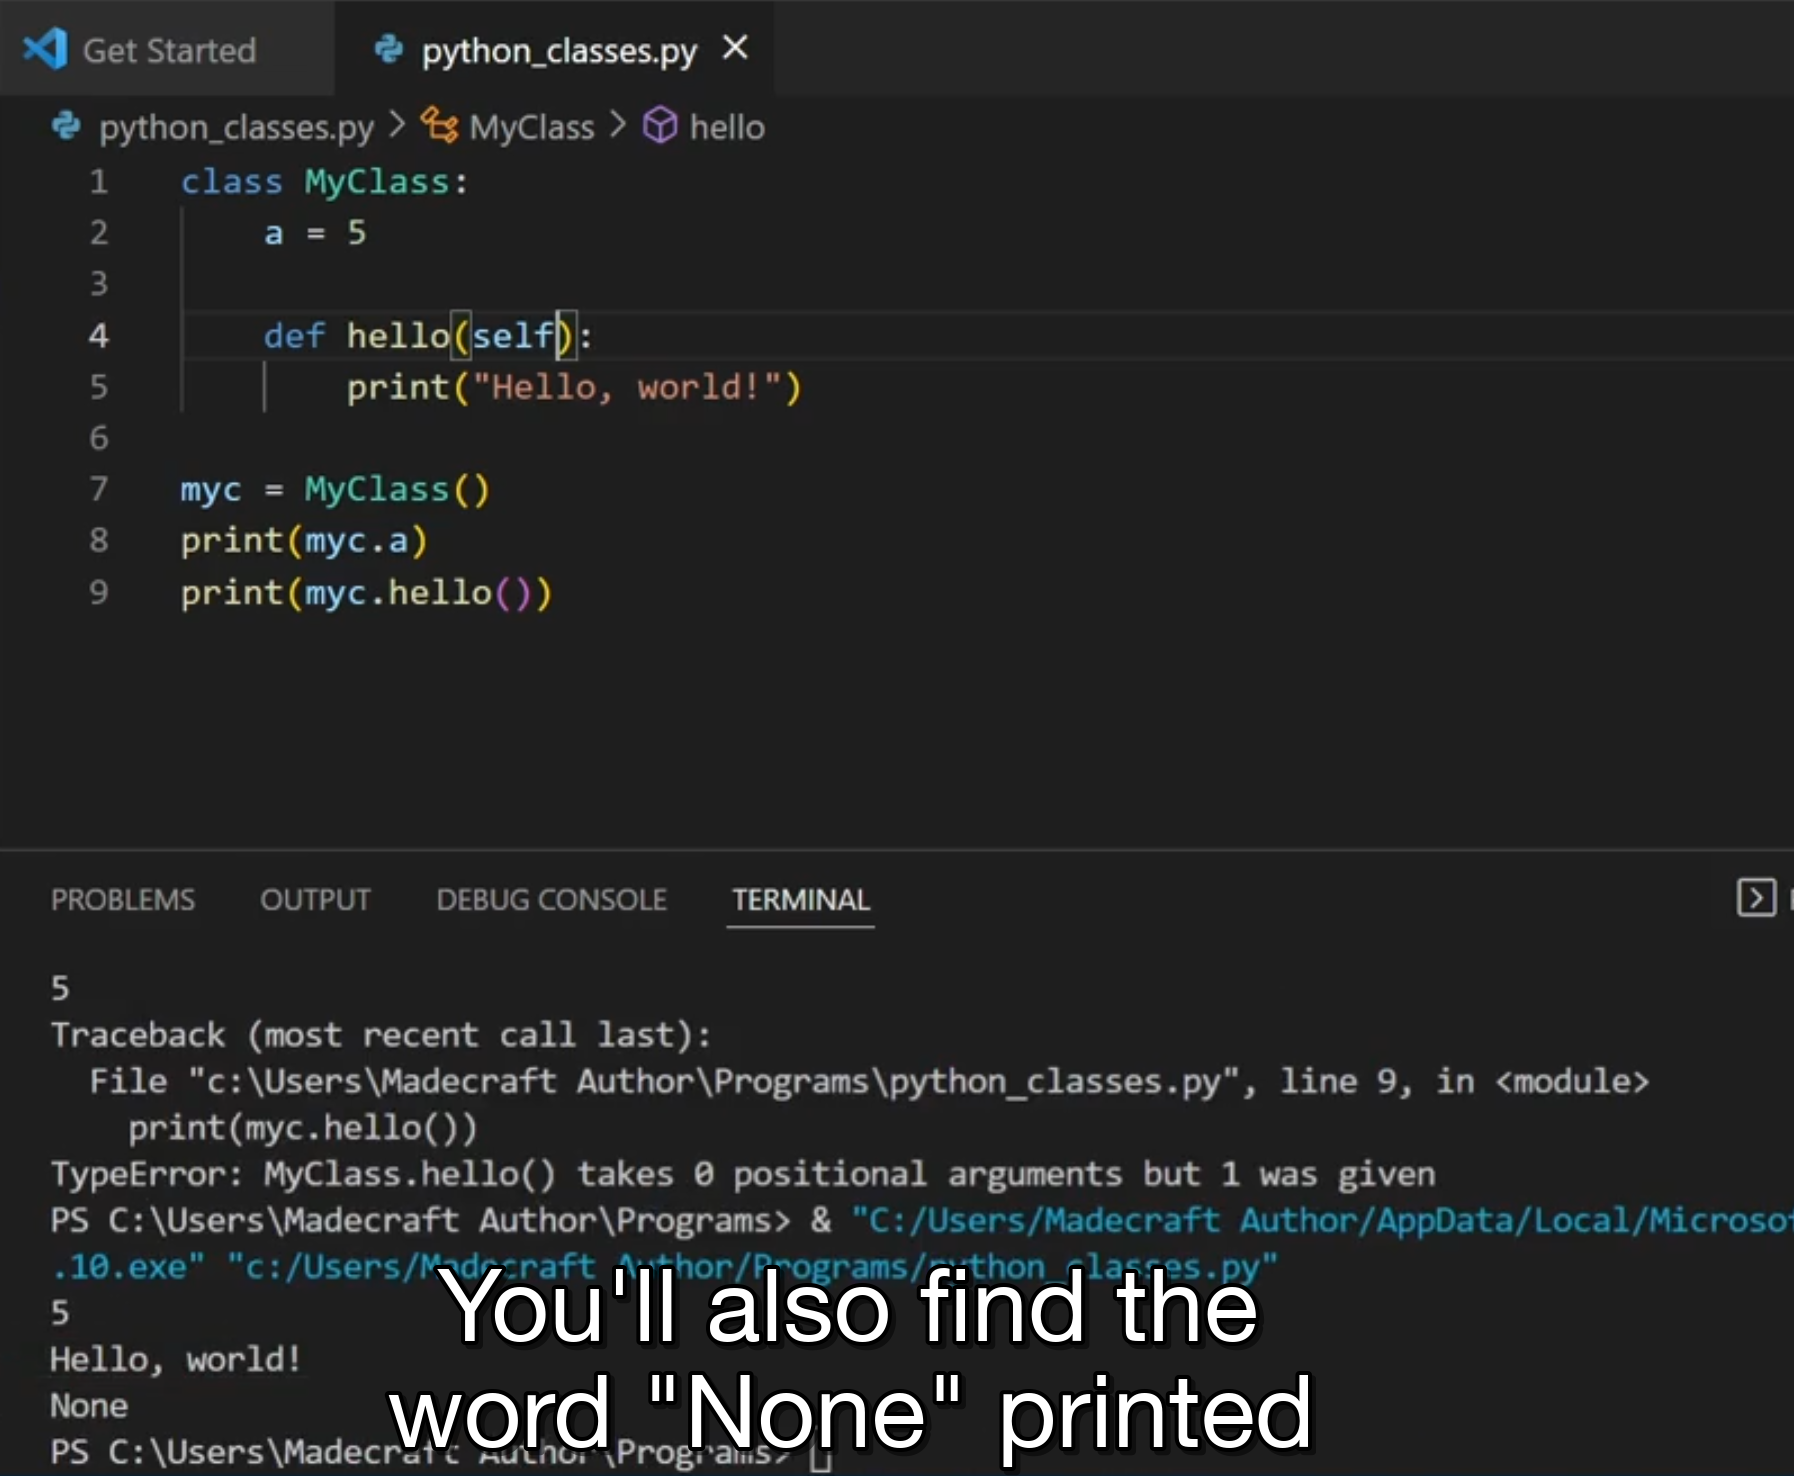 Get Started python_classes.py
python_classes.py > MyClass > hello
1 class MyClass:
2     a = 5
3
4     def hello(self):
5         print("Hello, world!")
6
7 myc = MyClass()
8 print(myc.a)
9 print(myc.hello())
PROBLEMS OUTPUT DEBUG CONSOLE TERMINAL
5
Traceback (most recent call last):
  File "c:\Users\Madecraft Author\Programs\python_classes.py", line 9, in <module>
    print(myc.hello())
TypeError: MyClass.hello() takes 0 positional arguments but 1 was given
PS C:\Users\Madecraft Author\Programs> & "C:/Users/Madecraft Author/AppData/Local/Microsof
.10.exe" "c:/Users/Madecraft Author/Programs/python_classes.py"
5
Hello, world!
None
PS C:\Users\Madecraft Author\Programs>
You'll also find the
word "None" printed